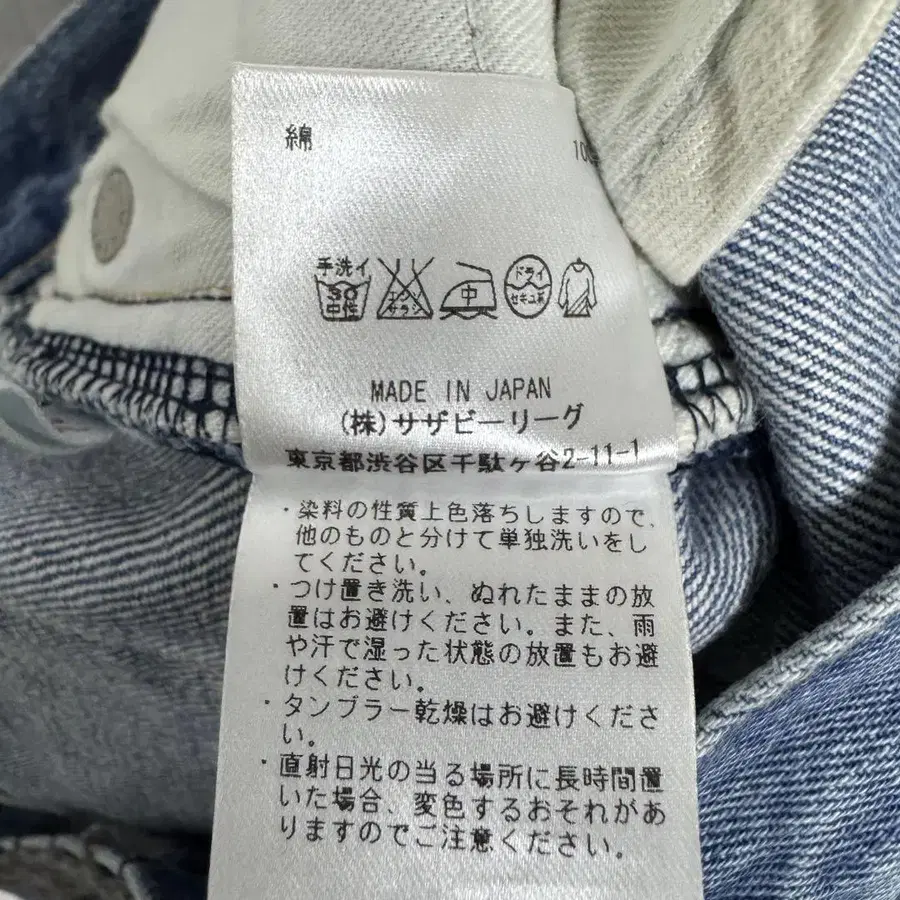 綿 100
手洗イ
30
中性
エンソ
サラシ
中
ドライ
セキユ系
MADE IN JAPAN
(株)サザビーリーグ
東京都渋谷区千駄ヶ谷2-11-1
・染料の性質上色落ちしますので、
他のものと分けて単独洗いをし
てください。
・つけ置き洗い、ぬれたままの放
置はお避けください。また、雨
や汗で湿った状態の放置もお避
けください。
・タンブラー乾燥はお避けくださ
い。
・直射日光の当る場所に長時間置
いた場合、変色するおそれがあ
りますのでご注意ください。